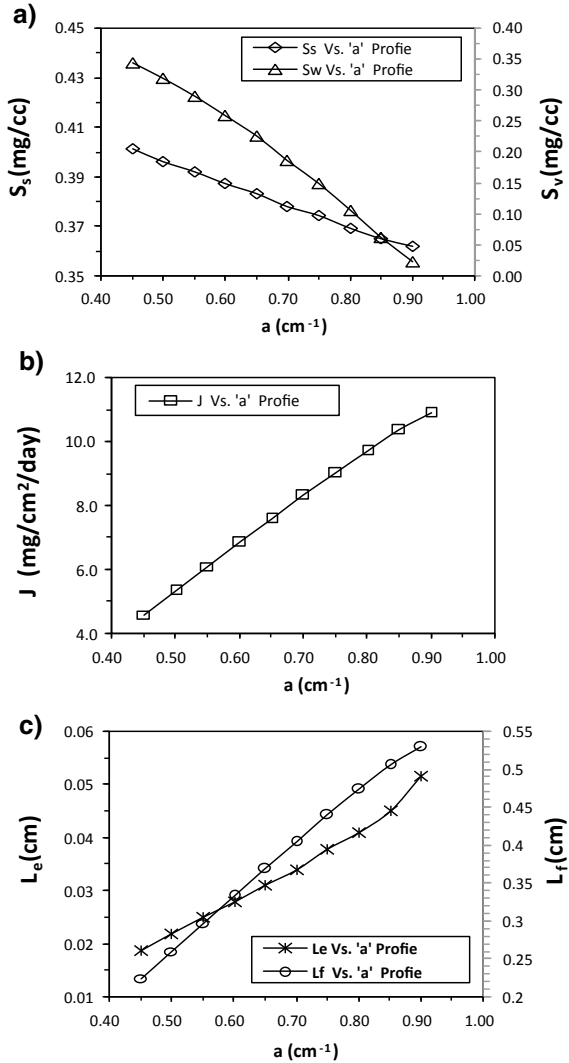 a)
Ss Vs. 'a' Profie
Sw Vs. 'a' Profie
0.45
0.43
0.41
0.39
0.37
0.35
Ss(mg/cc)
0.40
0.35
0.30
0.25
0.20
0.15
0.10
0.05
0.00
Sv(mg/cc)
0.40 0.50 0.60 0.70 0.80 0.90 1.00
a (cm-1)
b)
J Vs. 'a' Profie
12.0
10.0
8.0
6.0
4.0
J (mg/cm2/day)
0.40 0.50 0.60 0.70 0.80 0.90 1.00
a (cm-1)
c)
0.06
0.05
0.04
0.03
0.02
0.01
Le(cm)
0.55
0.5
0.45
0.4
0.35
0.3
0.25
0.2
Lf(cm)
Le Vs. 'a' Profie
Lf Vs. 'a' Profie
0.40 0.50 0.60 0.70 0.80 0.90 1.00
a (cm-1)